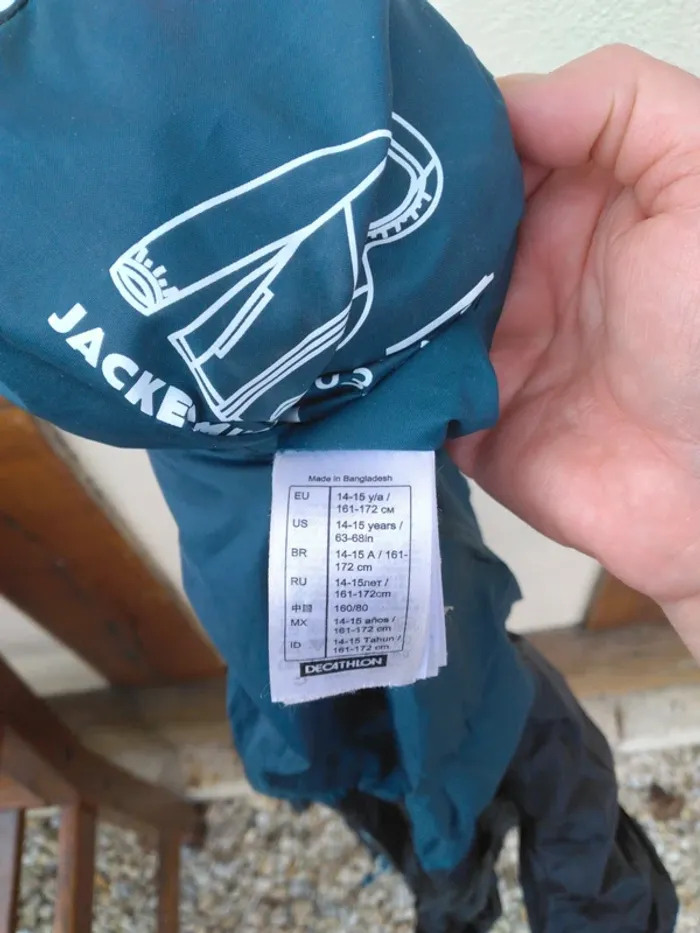 JACKE
Made in Bangladesh
EU 14-15 y/a /
161-172 см
US 14-15 years /
63-68in
BR 14-15 A / 161-
172 cm
RU 14-15лет /
161-172cm
中国 160/80
MX 14-15 años /
161-172 cm
ID 14-15 Tahun /
161-172 cm
DECATHLON